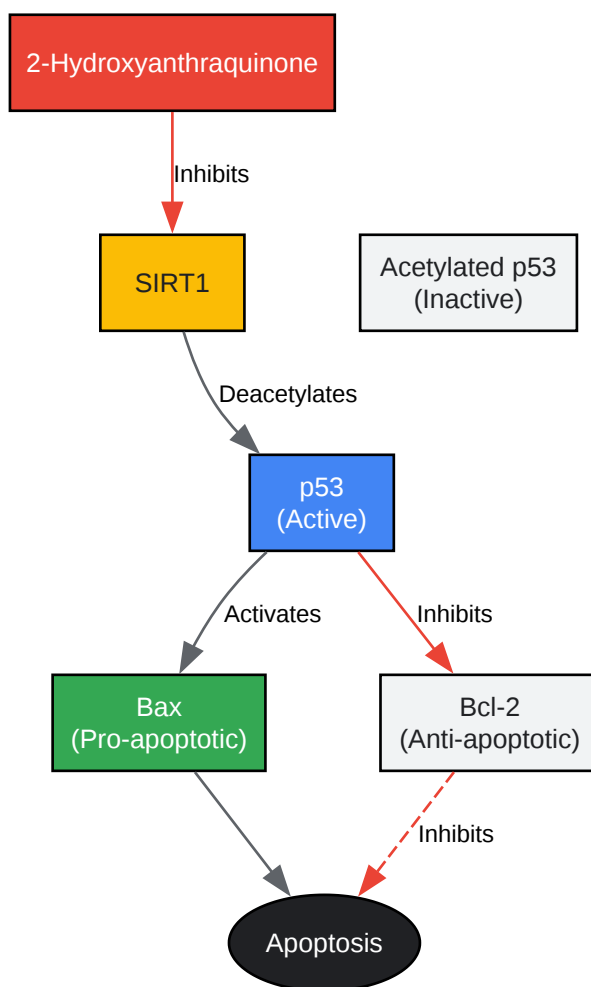 2-Hydroxyanthraquinone
Inhibits
SIRT1
Acetylated p53
(Inactive)
Deacetylates
p53
(Active)
Activates
Inhibits
Bax
(Pro-apoptotic)
Bcl-2
(Anti-apoptotic)
Inhibits
Apoptosis